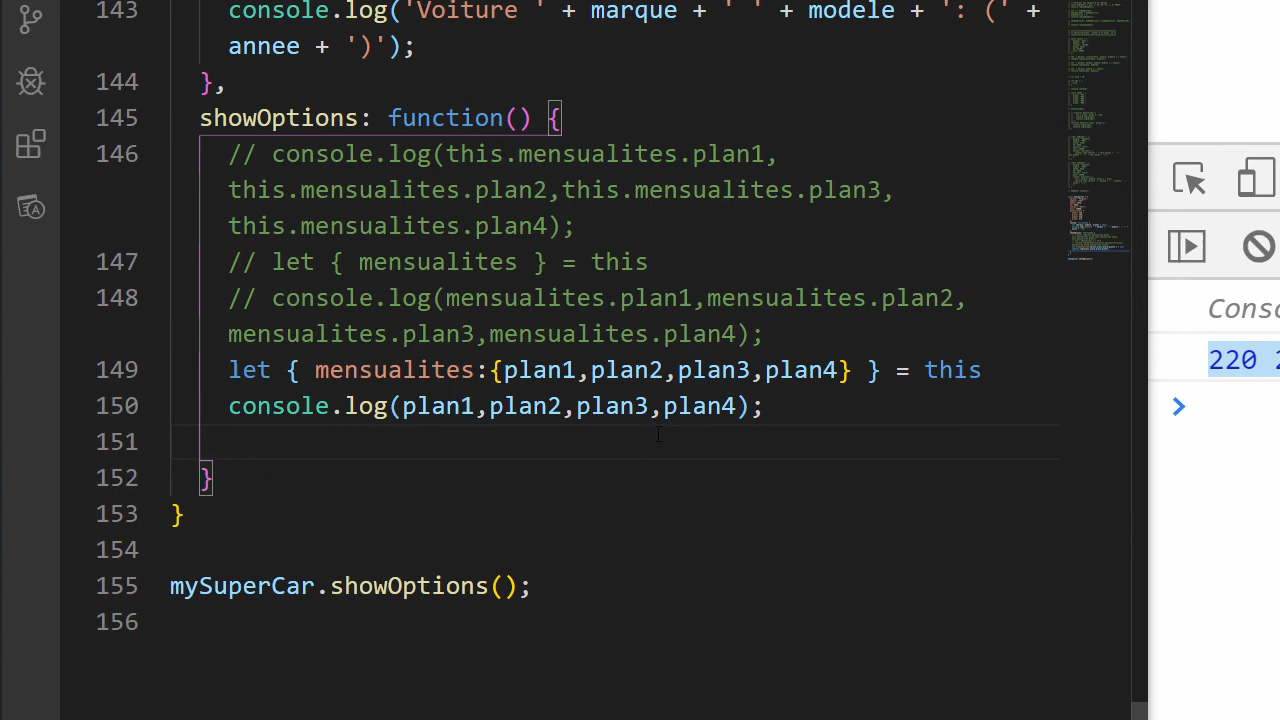 143 console.log('Voiture ' + marque + ' ' + modele + ': (' +
annee + ')');
144 },
145 showOptions: function() {
146 // console.log(this.mensualites.plan1,
this.mensualites.plan2,this.mensualites.plan3,
this.mensualites.plan4);
147 // let { mensualites } = this
148 // console.log(mensualites.plan1,mensualites.plan2,
mensualites.plan3,mensualites.plan4);
149 let { mensualites:{plan1,plan2,plan3,plan4} } = this
150 console.log(plan1,plan2,plan3,plan4);
151
152 }
153 }
154
155 mySuperCar.showOptions();
156
Conso
220 2
>